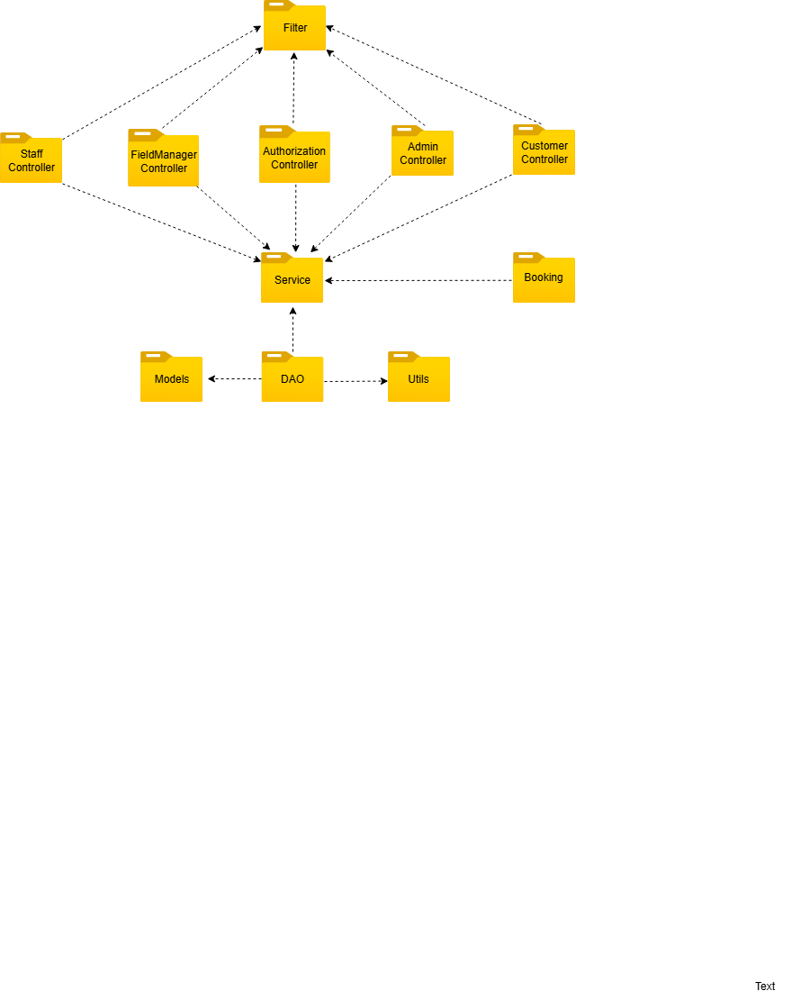 Filter
Staff
Controller
FieldManager
Controller
Authorization
Controller
Admin
Controller
Customer
Controller
Service
Booking
Models
DAO
Utils
Text